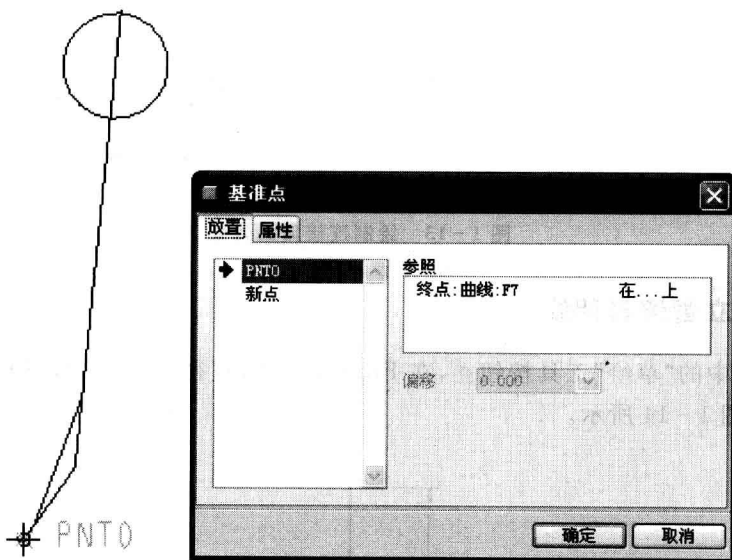 基准点
放置 属性
PNT0
新点
参照
终点:曲线:F7 在...上
偏移 0.000
确定 取消
PNT0